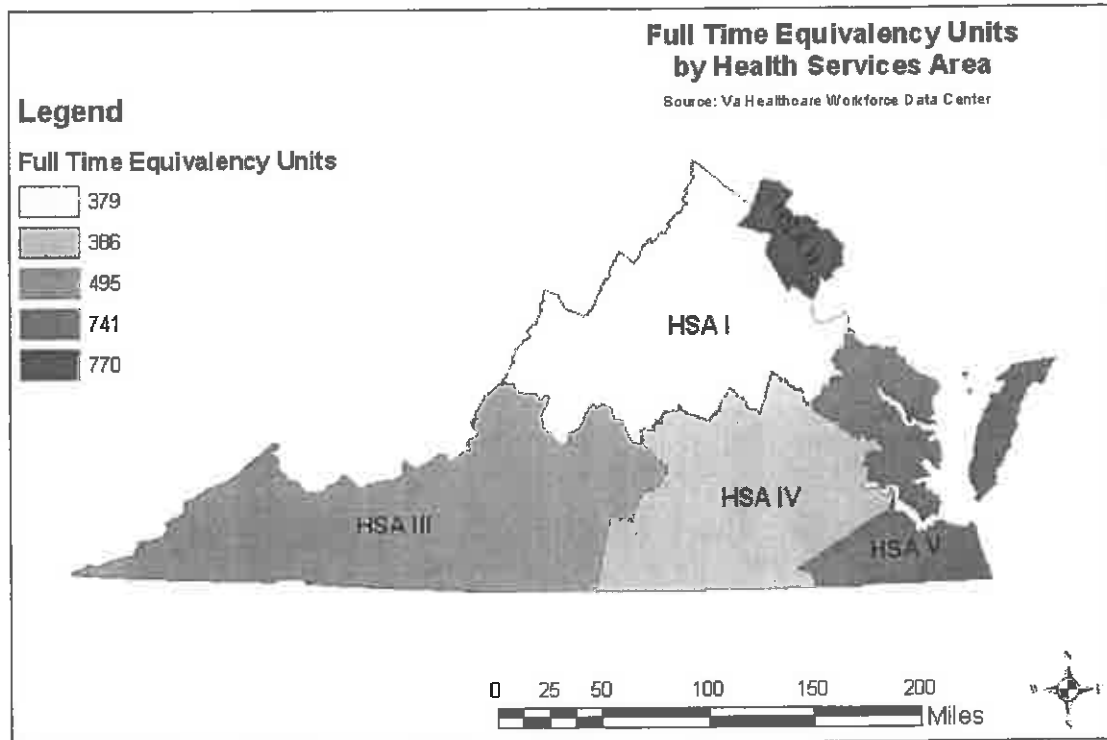 Full Time Equivalency Units
by Health Services Area
Source: Va Healthcare Workforce Data Center
Legend
Full Time Equivalency Units
379
386
495
741
770
HSA I
HSA IV
HSA III
HSA V
0 25 50 100 150 200
Miles
N
W E
S